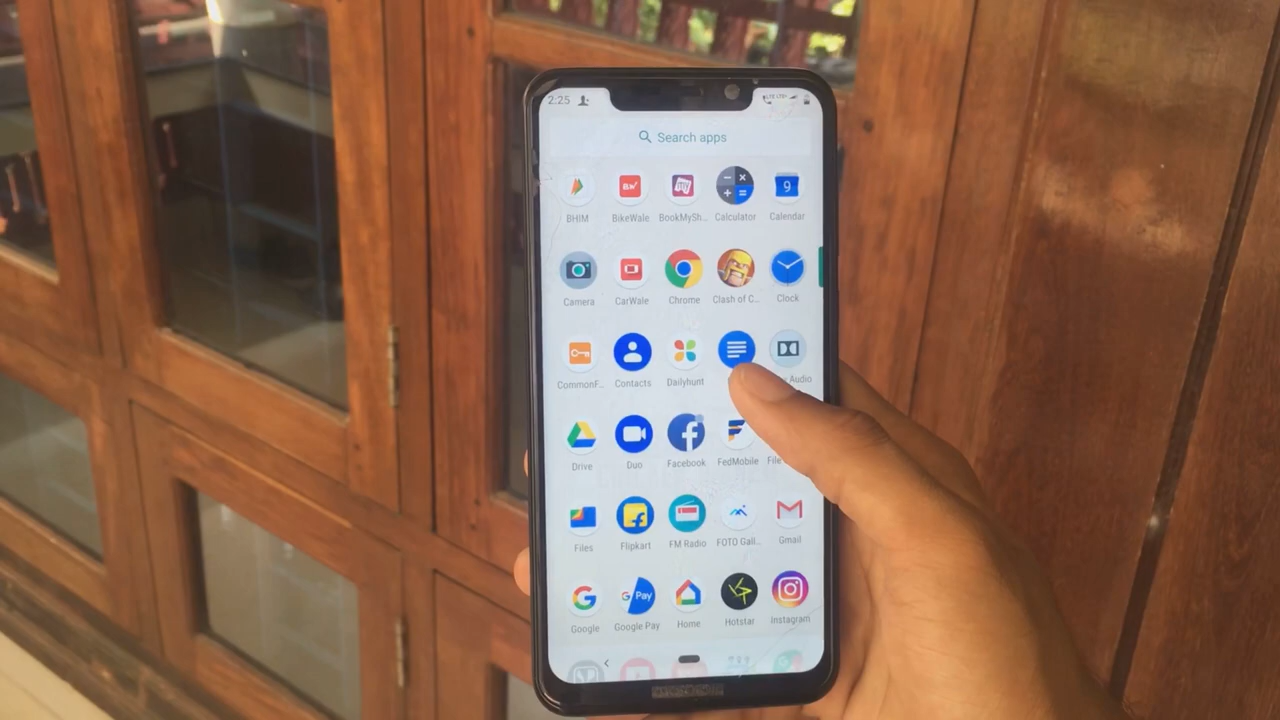 2:25
Search apps
BHIM BikeWale BookMySh... Calculator Calendar
9
Camera CarWale Chrome Clash of C... Clock
CommonF... Contacts Dailyhunt Audio
Drive Duo Facebook FedMobile File
Files Flipkart FM Radio FOTO Gall... Gmail
G Pay
Google Google Pay Home Hotstar Instagram